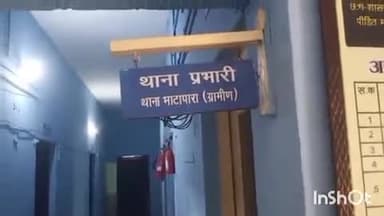 थाना प्रभारी
थाना माटापारा (ग्रामीण)
पीड़ित
स.क
InShOt